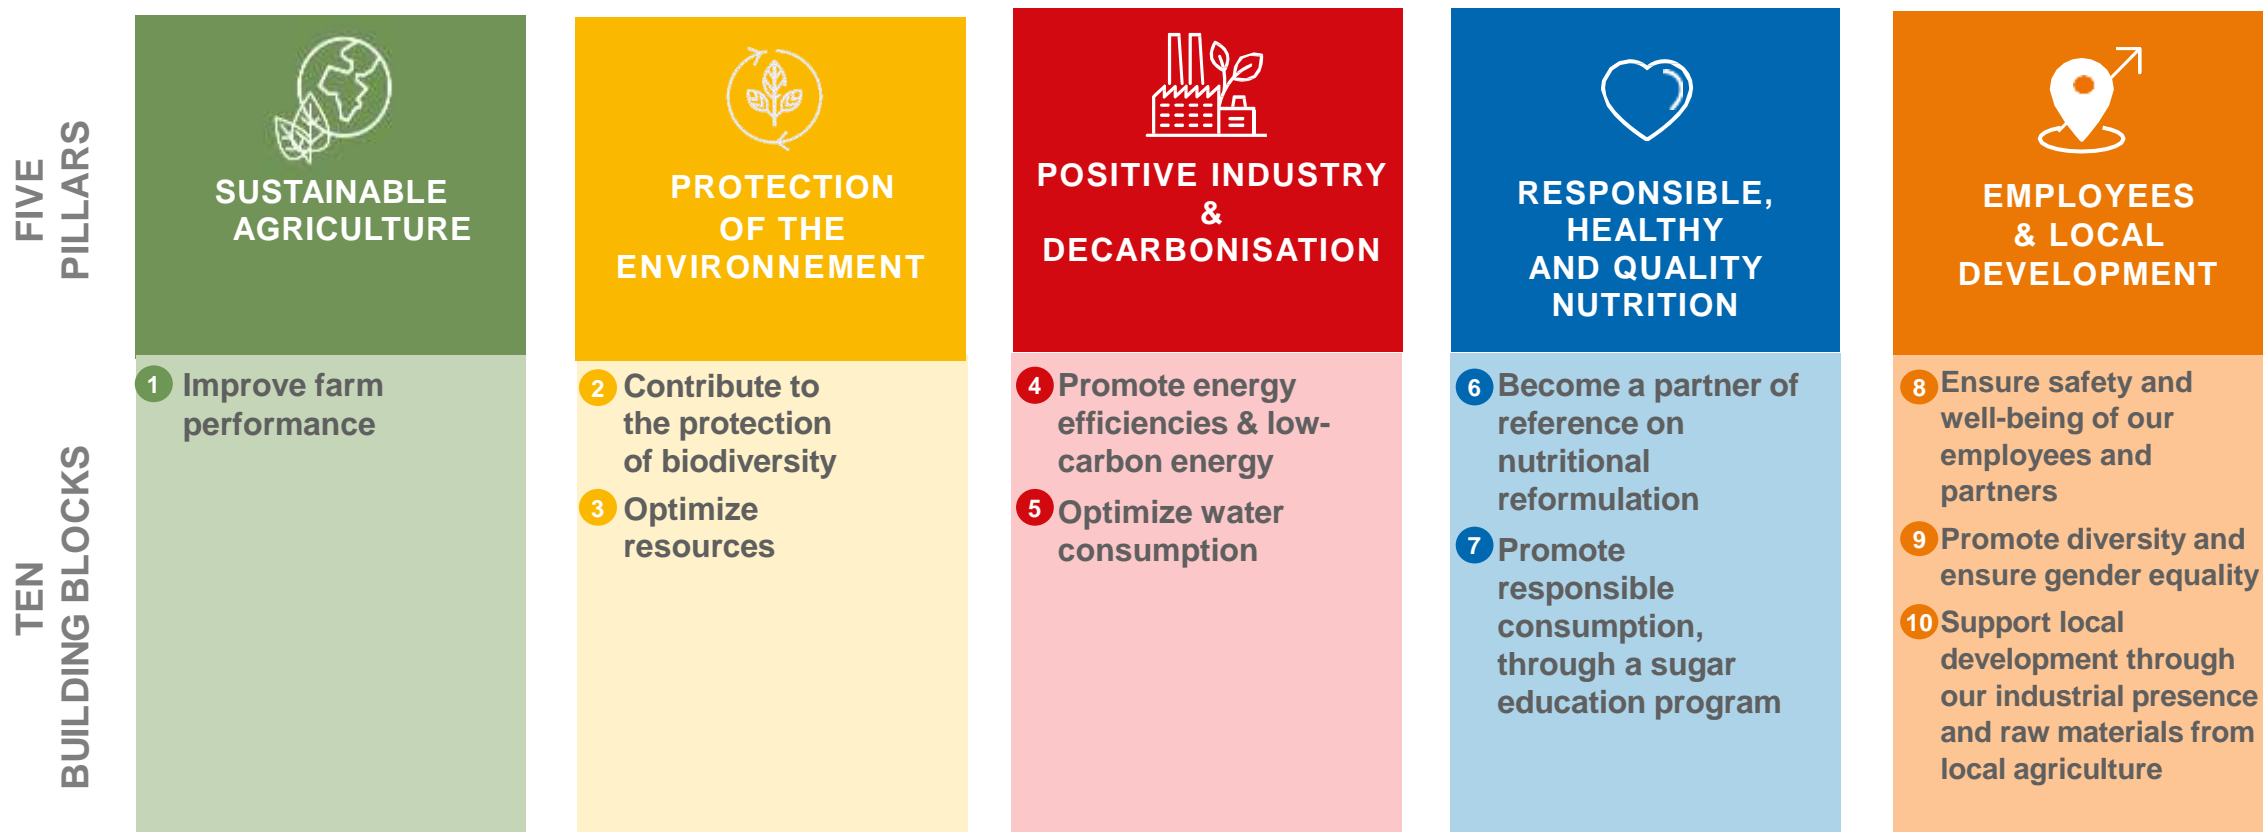 FIVE
PILLARS
SUSTAINABLE
AGRICULTURE
PROTECTION
OF THE
ENVIRONNEMENT
POSITIVE INDUSTRY
&
DECARBONISATION
RESPONSIBLE,
HEALTHY
AND QUALITY
NUTRITION
EMPLOYEES
& LOCAL
DEVELOPMENT
TEN
BUILDING BLOCKS
1 Improve farm
performance
2 Contribute to
the protection
of biodiversity
3 Optimize
resources
4 Promote energy
efficiencies & low-
carbon energy
5 Optimize water
consumption
6 Become a partner of
reference on
nutritional
reformulation
7 Promote
responsible
consumption,
through a sugar
education program
8 Ensure safety and
well-being of our
employees and
partners
9 Promote diversity and
ensure gender equality
10 Support local
development through
our industrial presence
and raw materials from
local agriculture